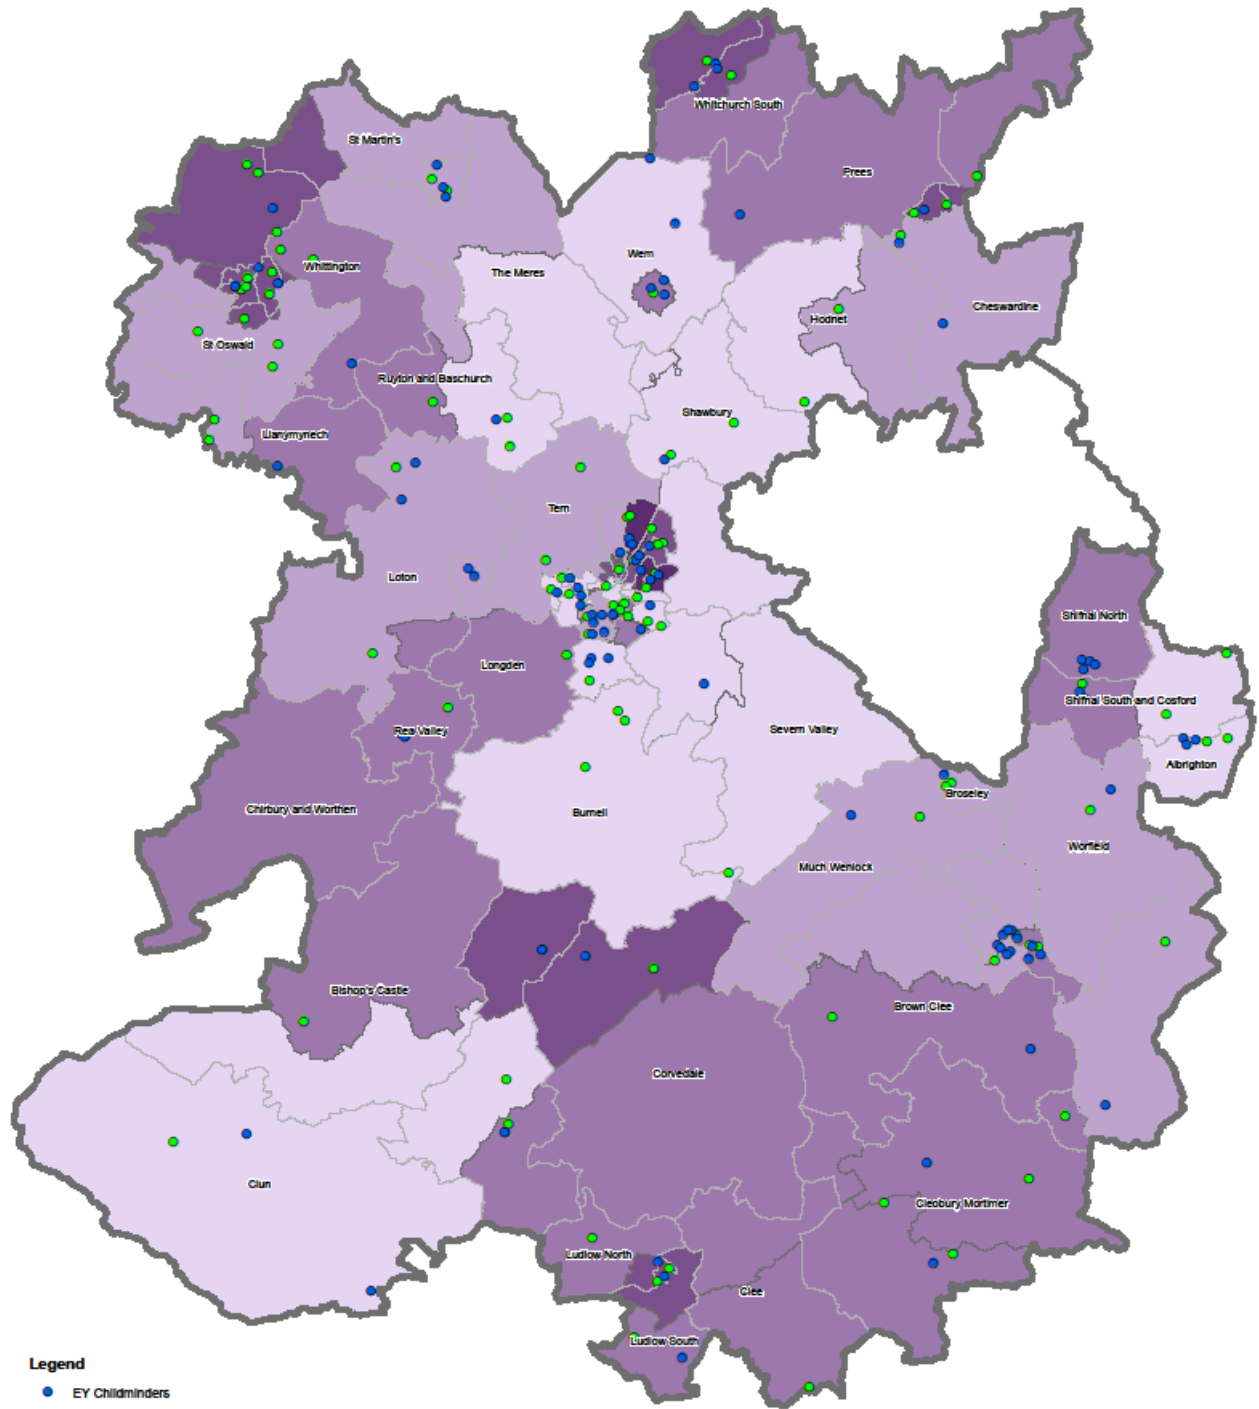 Whitchurch South
St Martin's
Prees
Wem
Whittington
The Meres
Cheswardine
Hodnet
St Oswald
Ruyton and Baschurch
Shawbury
Llanymynech
Tern
Loton
Shifnal North
Longden
Shifnal South and Cosford
Rea Valley
Severn Valley
Albrighton
Broseley
Chirbury and Worthen
Burnell
Worfield
Much Wenlock
Bishop's Castle
Brown Clee
Corvedale
Clun
Cleobury Mortimer
Ludlow North
Clee
Ludlow South
Legend
EY Childminders